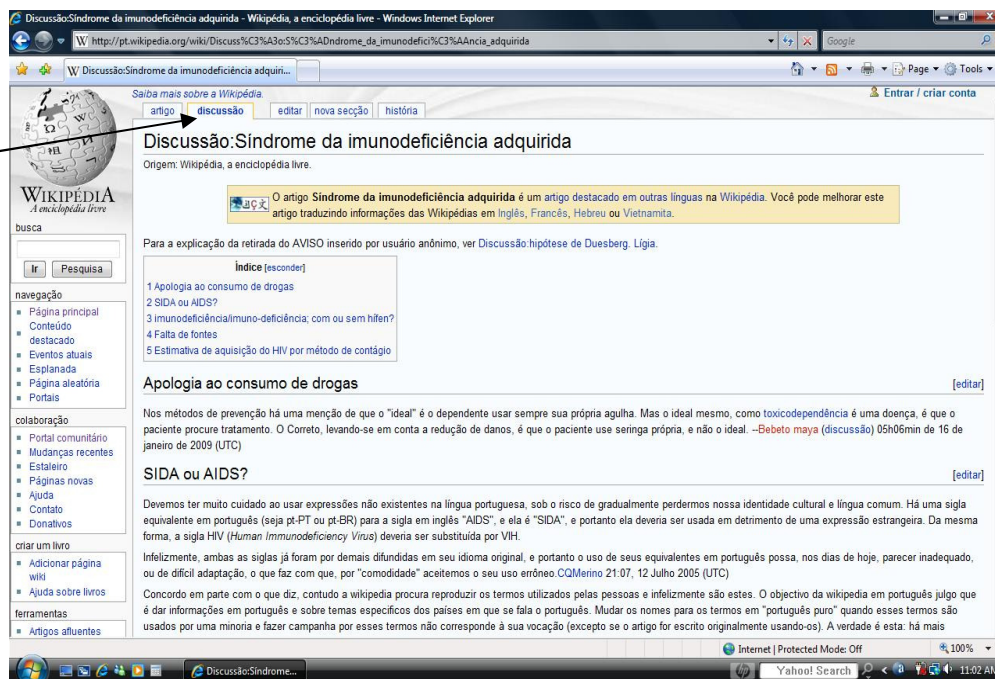 Discussão:Síndrome da imunodeficiência adquirida - Wikipédia, a enciclopédia livre - Windows Internet Explorer
http://pt.wikipedia.org/wiki/Discuss%C3%A3o:S%C3%ADndrome_da_imunodefici%C3%AAncia_adquirida
Google
Discussão:Síndrome da imunodeficiência adquiri...
Page
Tools
Saiba mais sobre a Wikipédia.
Entrar / criar conta
artigo discussão editar nova secção história
Discussão:Síndrome da imunodeficiência adquirida
Origem: Wikipédia, a enciclopédia livre.
O artigo Síndrome da imunodeficiência adquirida é um artigo destacado em outras línguas na Wikipédia. Você pode melhorar este
artigo traduzindo informações das Wikipédias em Inglês, Francês, Hebreu ou Vietnamita.
Para a explicação da retirada do AVISO inserido por usuário anônimo, ver Discussão:hipótese de Duesberg. Lígia.
Índice [esconder]
1 Apologia ao consumo de drogas
2 SIDA ou AIDS?
3 imunodeficiência/imuno-deficiência; com ou sem hífen?
4 Falta de fontes
5 Estimativa de aquisição do HIV por método de contágio
Apologia ao consumo de drogas [editar]
Nos métodos de prevenção há uma menção de que o "ideal" é o dependente usar sempre sua própria agulha. Mas o ideal mesmo, como toxicodependência é uma doença, é que o
paciente procure tratamento. O Correto, levando-se em conta a redução de danos, é que o paciente use seringa própria, e não o ideal. --Bebeto maya (discussão) 05h06min de 16 de
janeiro de 2009 (UTC)
SIDA ou AIDS? [editar]
Devemos ter muito cuidado ao usar expressões não existentes na língua portuguesa, sob o risco de gradualmente perdermos nossa identidade cultural e língua comum. Há uma sigla
equivalente em português (seja pt-PT ou pt-BR) para a sigla em inglês "AIDS", e ela é "SIDA", e portanto ela deveria ser usada em detrimento de uma expressão estrangeira. Da mesma
forma, a sigla HIV (Human Immunodeficiency Virus) deveria ser substituída por VIH.
Infelizmente, ambas as siglas já foram por demais difundidas em seu idioma original, e portanto o uso de seus equivalentes em português possa, nos dias de hoje, parecer inadequado,
ou de difícil adaptação, o que faz com que, por "comodidade" aceitemos o seu uso errôneo.CQMerino 21:07, 12 Julho 2005 (UTC)
Concordo em parte com o que diz, contudo a wikipedia procura reproduzir os termos utilizados pelas pessoas e infelizmente são estes. O objectivo da wikipedia em português julgo que
é dar informações em português e sobre temas especificos dos países em que se fala o português. Mudar os nomes para os termos em "português puro" quando esses termos são
usados por uma minoria e fazer campanha por esses termos não corresponde à sua vocação (excepto se o artigo for escrito originalmente usando-os). A verdade é esta: há mais
WIKIPÉDIA
A enciclopédia livre
busca
Ir Pesquisa
navegação
Página principal
Conteúdo
destacado
Eventos atuais
Esplanada
Página aleatória
Portais
colaboração
Portal comunitário
Mudanças recentes
Estaleiro
Páginas novas
Ajuda
Contato
Donativos
criar um livro
Adicionar página
wiki
Ajuda sobre livros
ferramentas
Artigos afluentes
Internet | Protected Mode: Off
100%
Discussão:Síndrome...
Yahoo! Search
11:02 AM